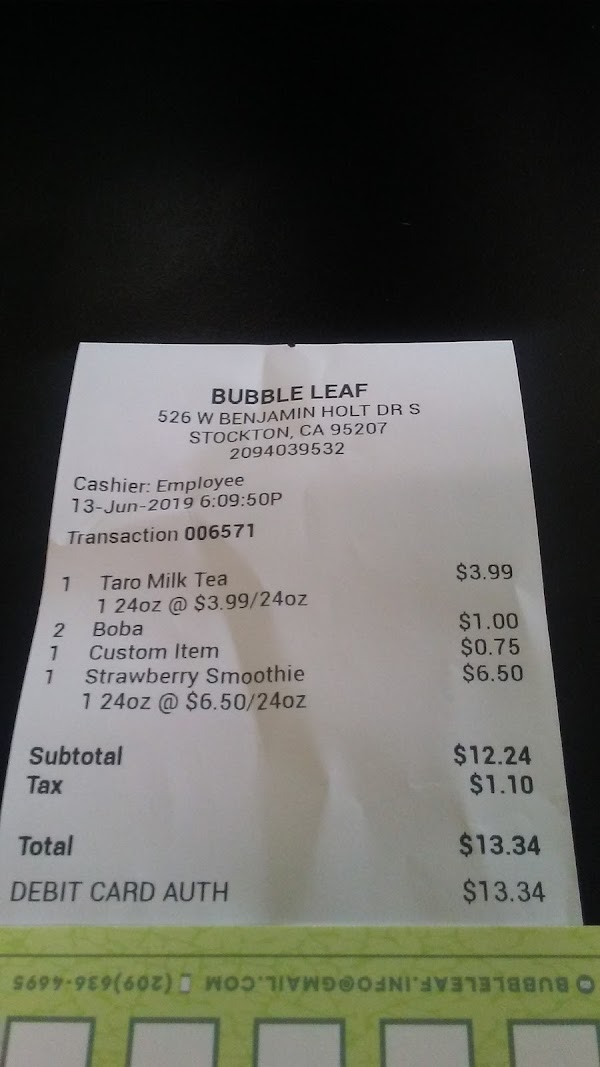 BUBBLE LEAF
526 W BENJAMIN HOLT DR S
STOCKTON, CA 95207
2094039532
Cashier: Employee
13-Jun-2019 6:09:50P
Transaction 006571
1 Taro Milk Tea $3.99
1 24oz @ $3.99/24oz
2 Boba $1.00
1 Custom Item $0.75
1 Strawberry Smoothie $6.50
1 24oz @ $6.50/24oz
Subtotal $12.24
Tax $1.10
Total $13.34
DEBIT CARD AUTH $13.34
BUBBLELEAF.INFO@GMAIL.COM (209)636-4695